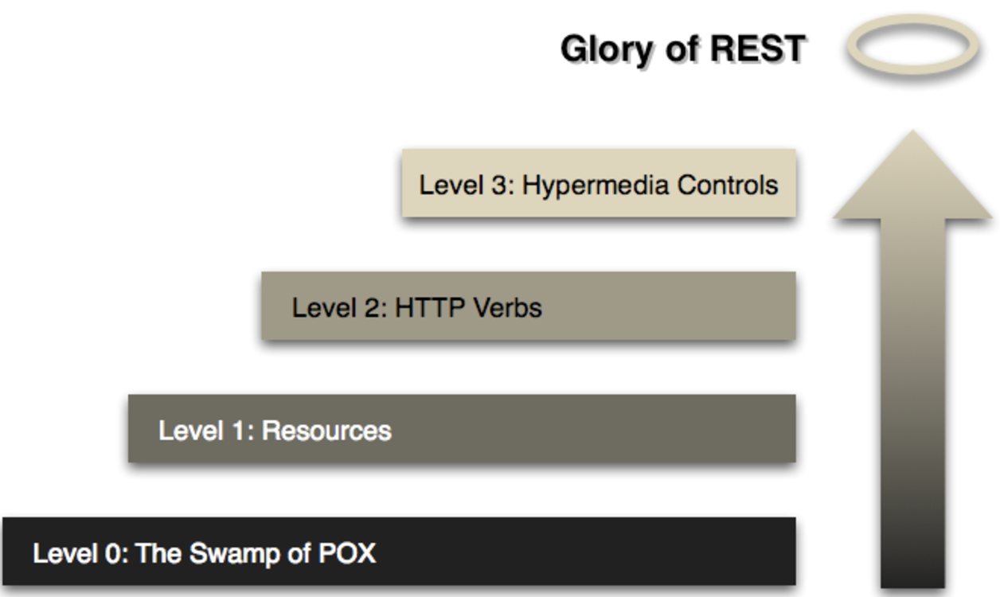 Glory of REST
Level 3: Hypermedia Controls
Level 2: HTTP Verbs
Level 1: Resources
Level 0: The Swamp of POX